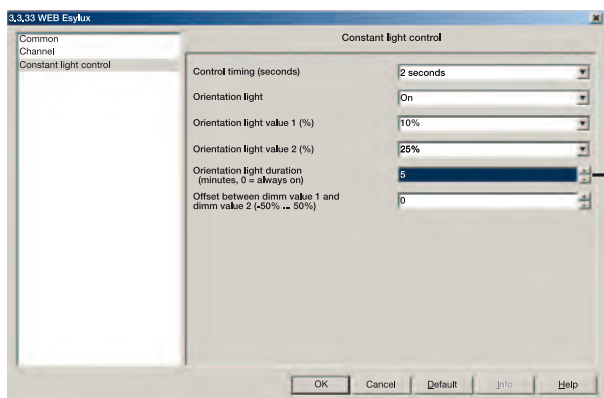 3.3.33 WEB Esylux
Common
Channel
Constant light control
Constant light control
Control timing (seconds)
2 seconds
Orientation light
On
Orientation light value 1 (%)
10%
Orientation light value 2 (%)
25%
Orientation light duration
(minutes, 0 = always on)
5
Offset between dimm value 1 and
dimm value 2 (-50% ... 50%)
0
OK
Cancel
Default
Info
Help